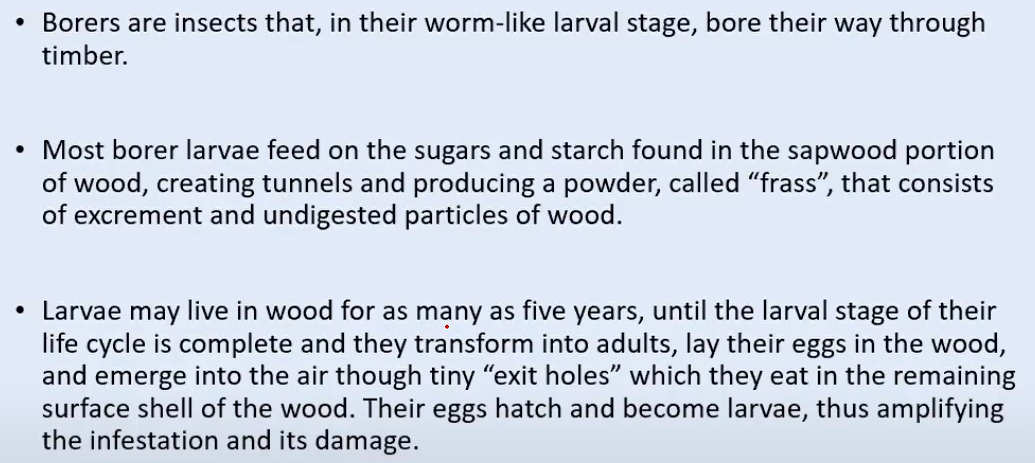 • Borers are insects that, in their worm-like larval stage, bore their way through
timber.
• Most borer larvae feed on the sugars and starch found in the sapwood portion
of wood, creating tunnels and producing a powder, called “frass”, that consists
of excrement and undigested particles of wood.
• Larvae may live in wood for as many as five years, until the larval stage of their
life cycle is complete and they transform into adults, lay their eggs in the wood,
and emerge into the air though tiny “exit holes” which they eat in the remaining
surface shell of the wood. Their eggs hatch and become larvae, thus amplifying
the infestation and its damage.